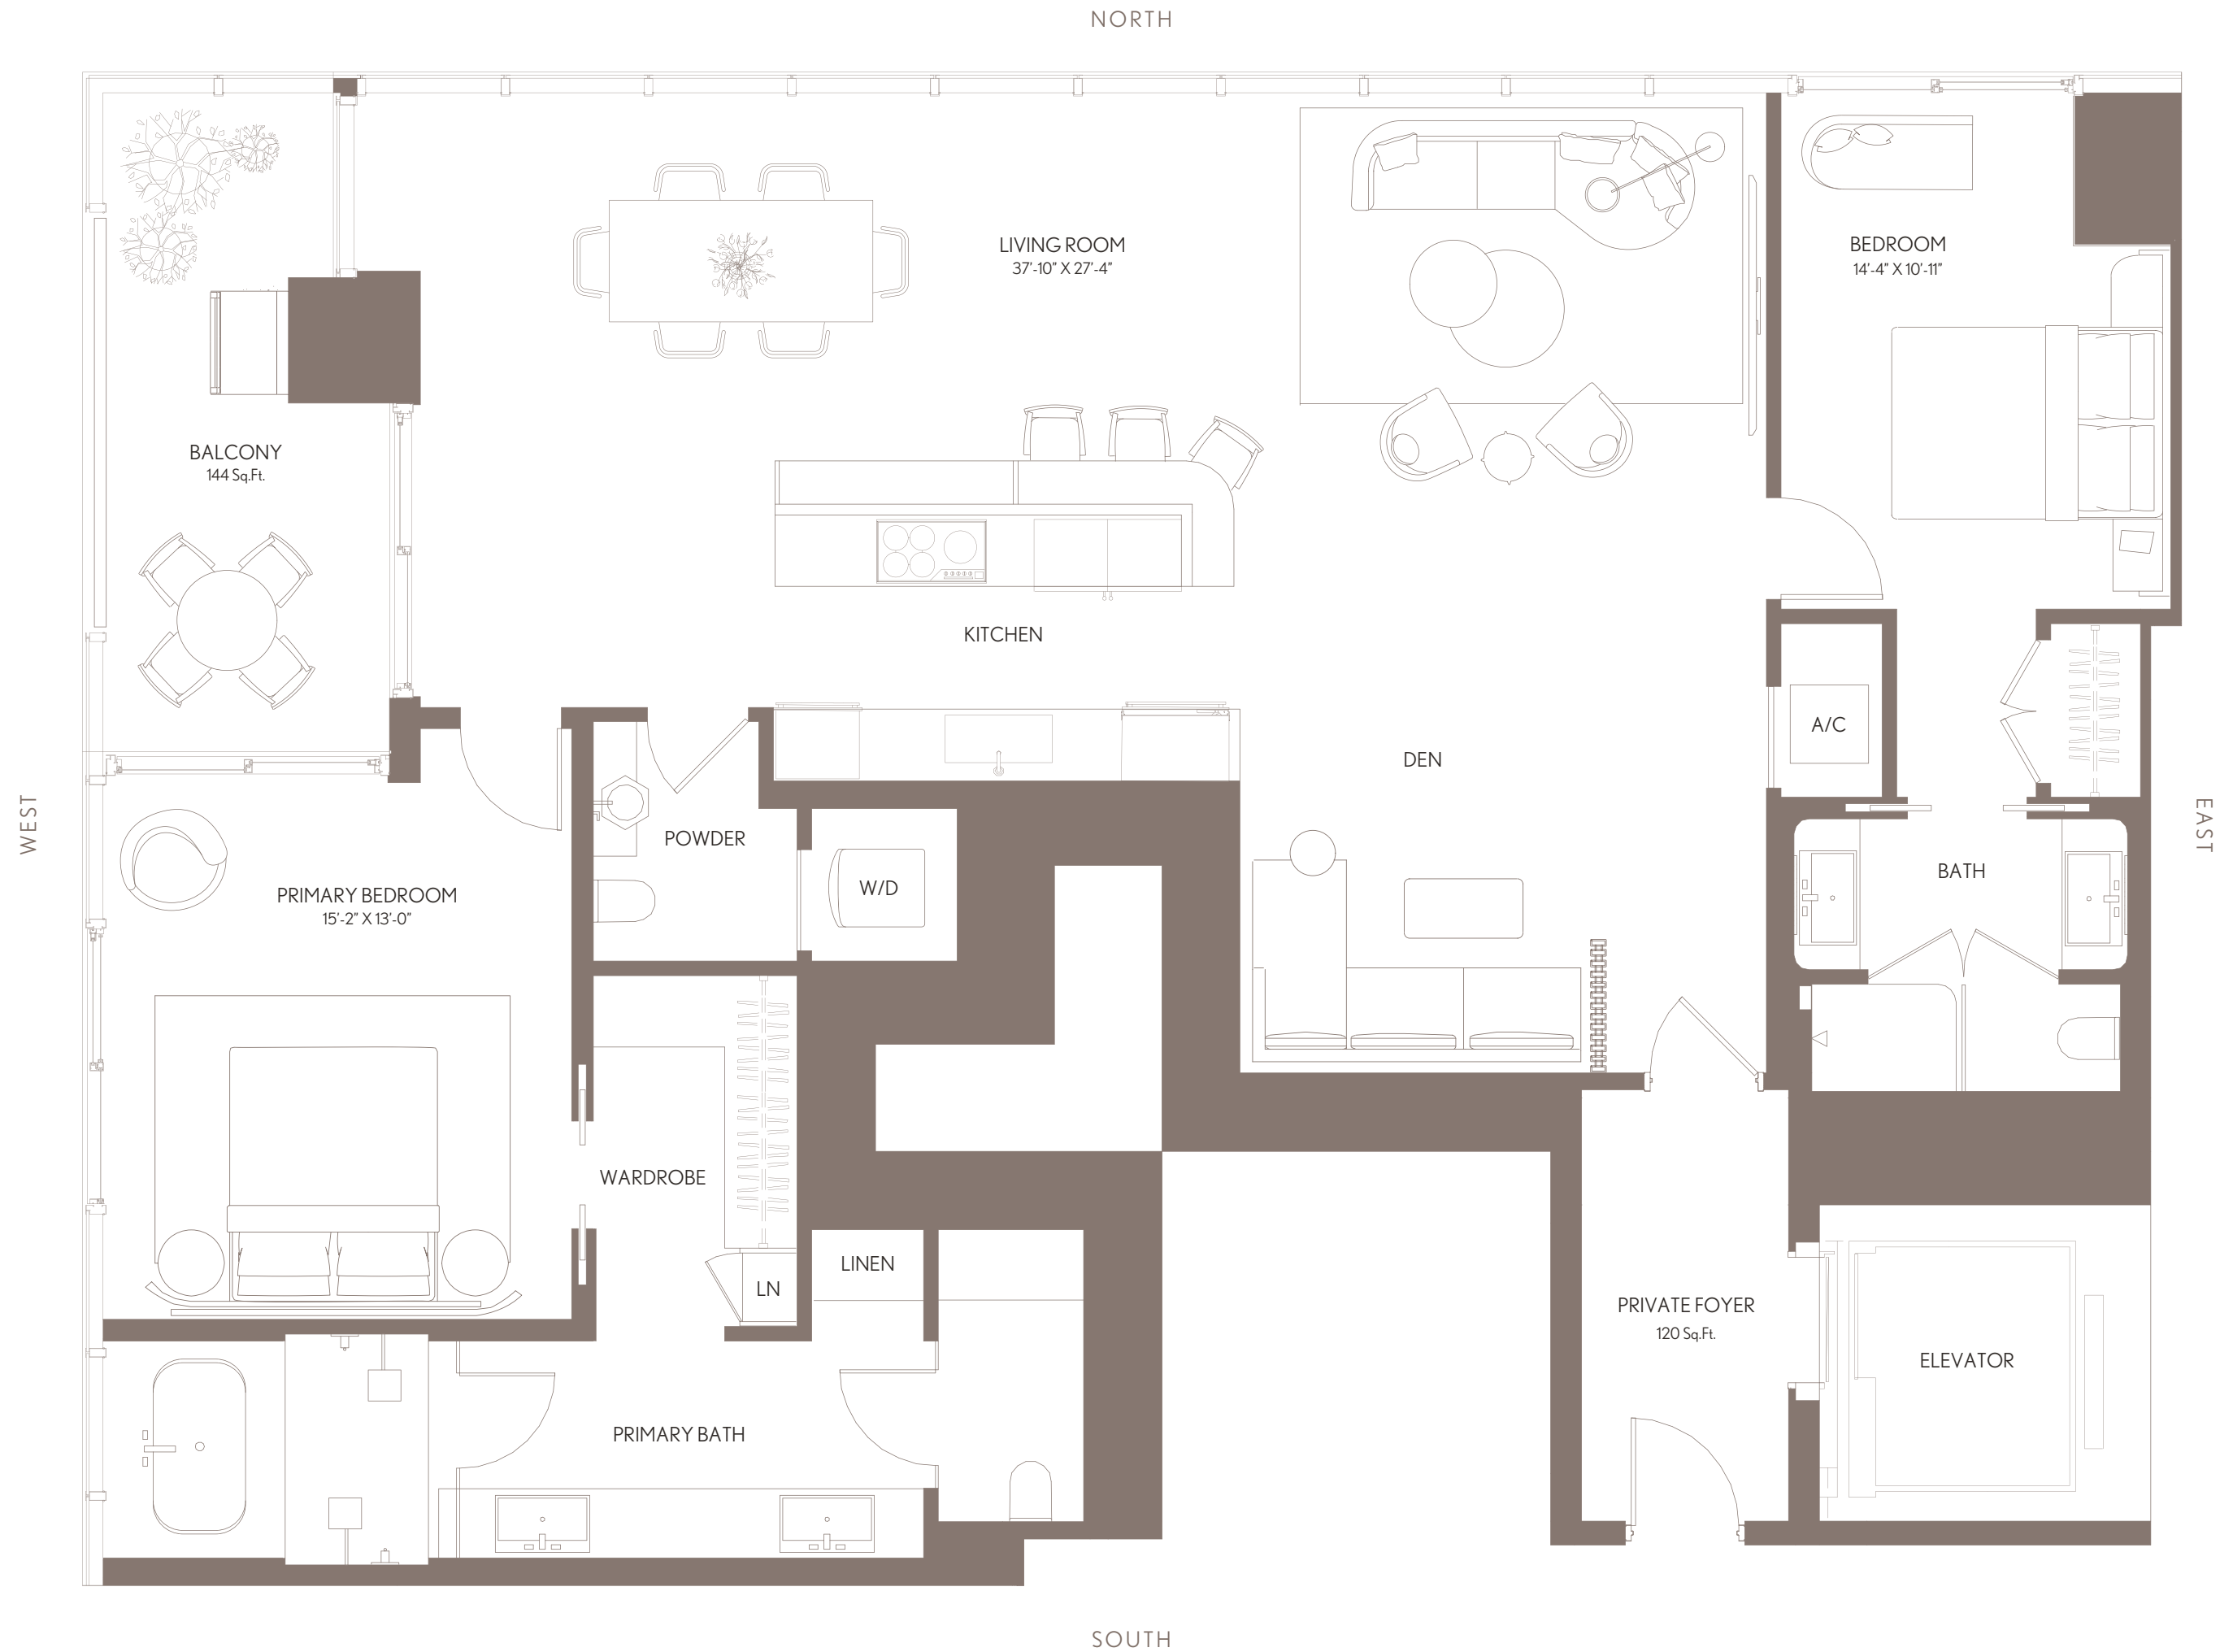 NORTH
LIVING ROOM
37'-10" X 27'-4"
BEDROOM
14'-4" X 10'-11"
BALCONY
144 Sq.Ft.
KITCHEN
A/C
DEN
WEST
EAST
POWDER
BATH
W/D
PRIMARY BEDROOM
15'-2" X 13'-0"
WARDROBE
LINEN
LN
PRIVATE FOYER
120 Sq.Ft.
ELEVATOR
PRIMARY BATH
SOUTH